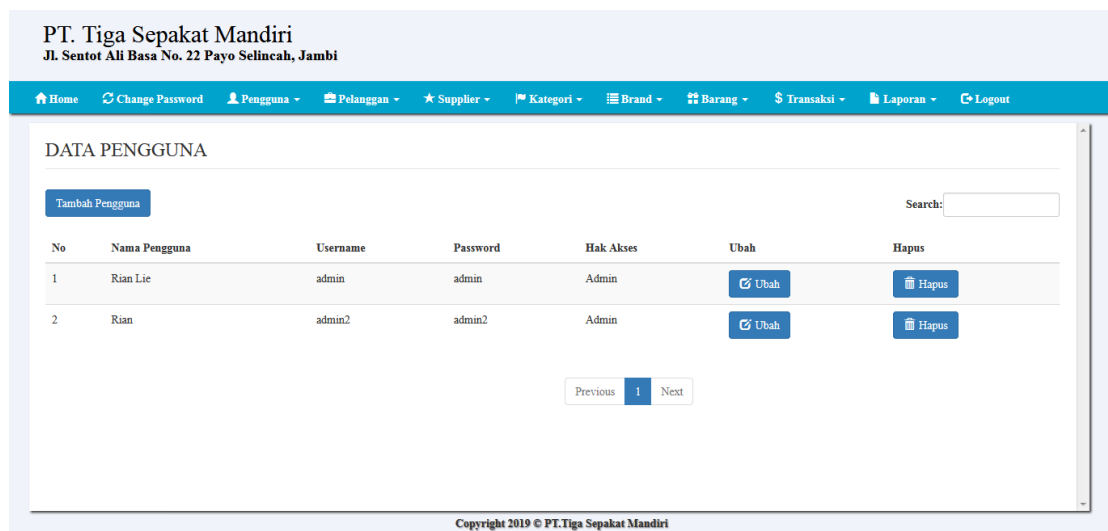 PT. Tiga Sepakat Mandiri
Jl. Sentot Ali Basa No. 22 Payo Selincah, Jambi
Home Change Password Pengguna Pelanggan Supplier Kategori Brand Barang $ Transaksi Laporan Logout
DATA PENGGUNA
Tambah Pengguna Search:
No Nama Pengguna Username Password Hak Akses Ubah Hapus
1 Rian Lie admin admin Admin Ubah Hapus
2 Rian admin2 admin2 Admin Ubah Hapus
Previous 1 Next
Copyright 2019 © PT.Tiga Sepakat Mandiri